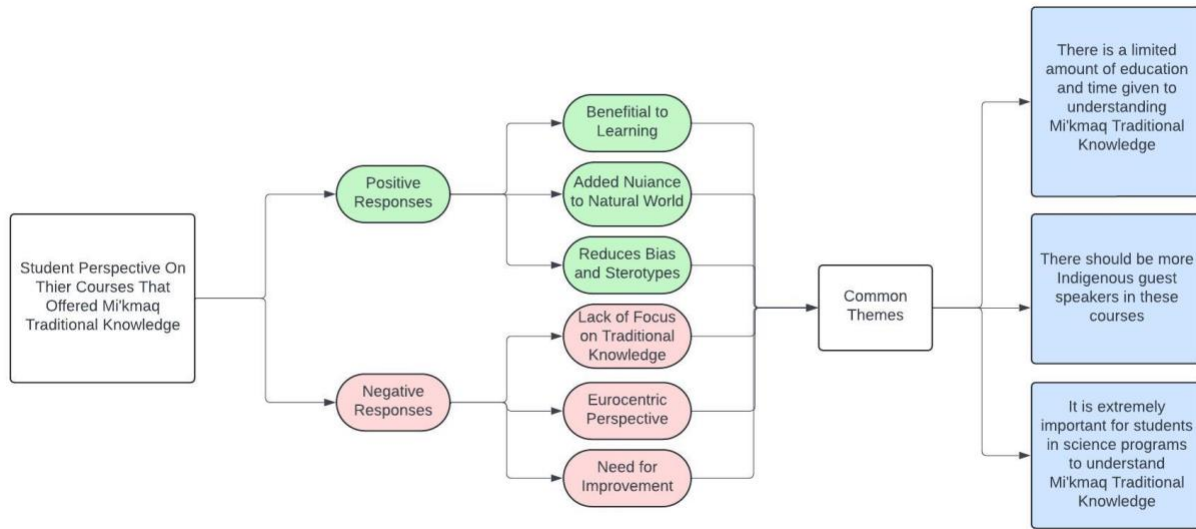 Student Perspective On
Thier Courses That
Offered Mi'kmaq
Traditional Knowledge
Positive
Responses
Negative
Responses
Benefitial to
Learning
Added Nuiance
to Natural World
Reduces Bias
and Sterotypes
Lack of Focus
on Traditional
Knowledge
Eurocentric
Perspective
Need for
Improvement
Common
Themes
There is a limited
amount of education
and time given to
understanding
Mi'kmaq Traditional
Knowledge
There should be more
Indigenous guest
speakers in these
courses
It is extremely
important for students
in science programs
to understand
Mi'kmaq Traditional
Knowledge